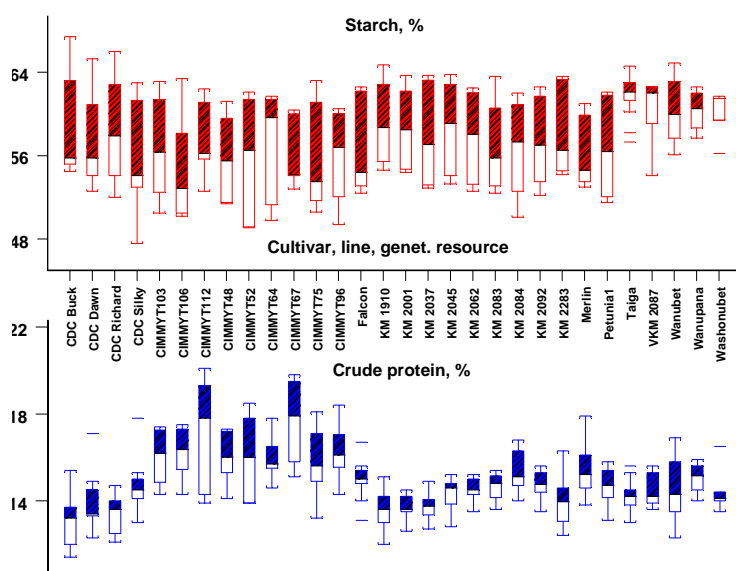 Starch, %
64
56
48
Cultivar, line, genet. resource
CDC Buck
CDC Dawn
CDC Richard
CDC Silky
CIMMYT103
CIMMYT106
CIMMYT112
CIMMYT48
CIMMYT52
CIMMYT64
CIMMYT67
CIMMYT75
CIMMYT96
Falcon
KM 1910
KM 2001
KM 2037
KM 2045
KM 2062
KM 2083
KM 2084
KM 2092
KM 2283
Merlin
Petunia1
Taiga
VKM 2087
Wanubet
Wanupana
Washonubet
22
Crude protein, %
18
14